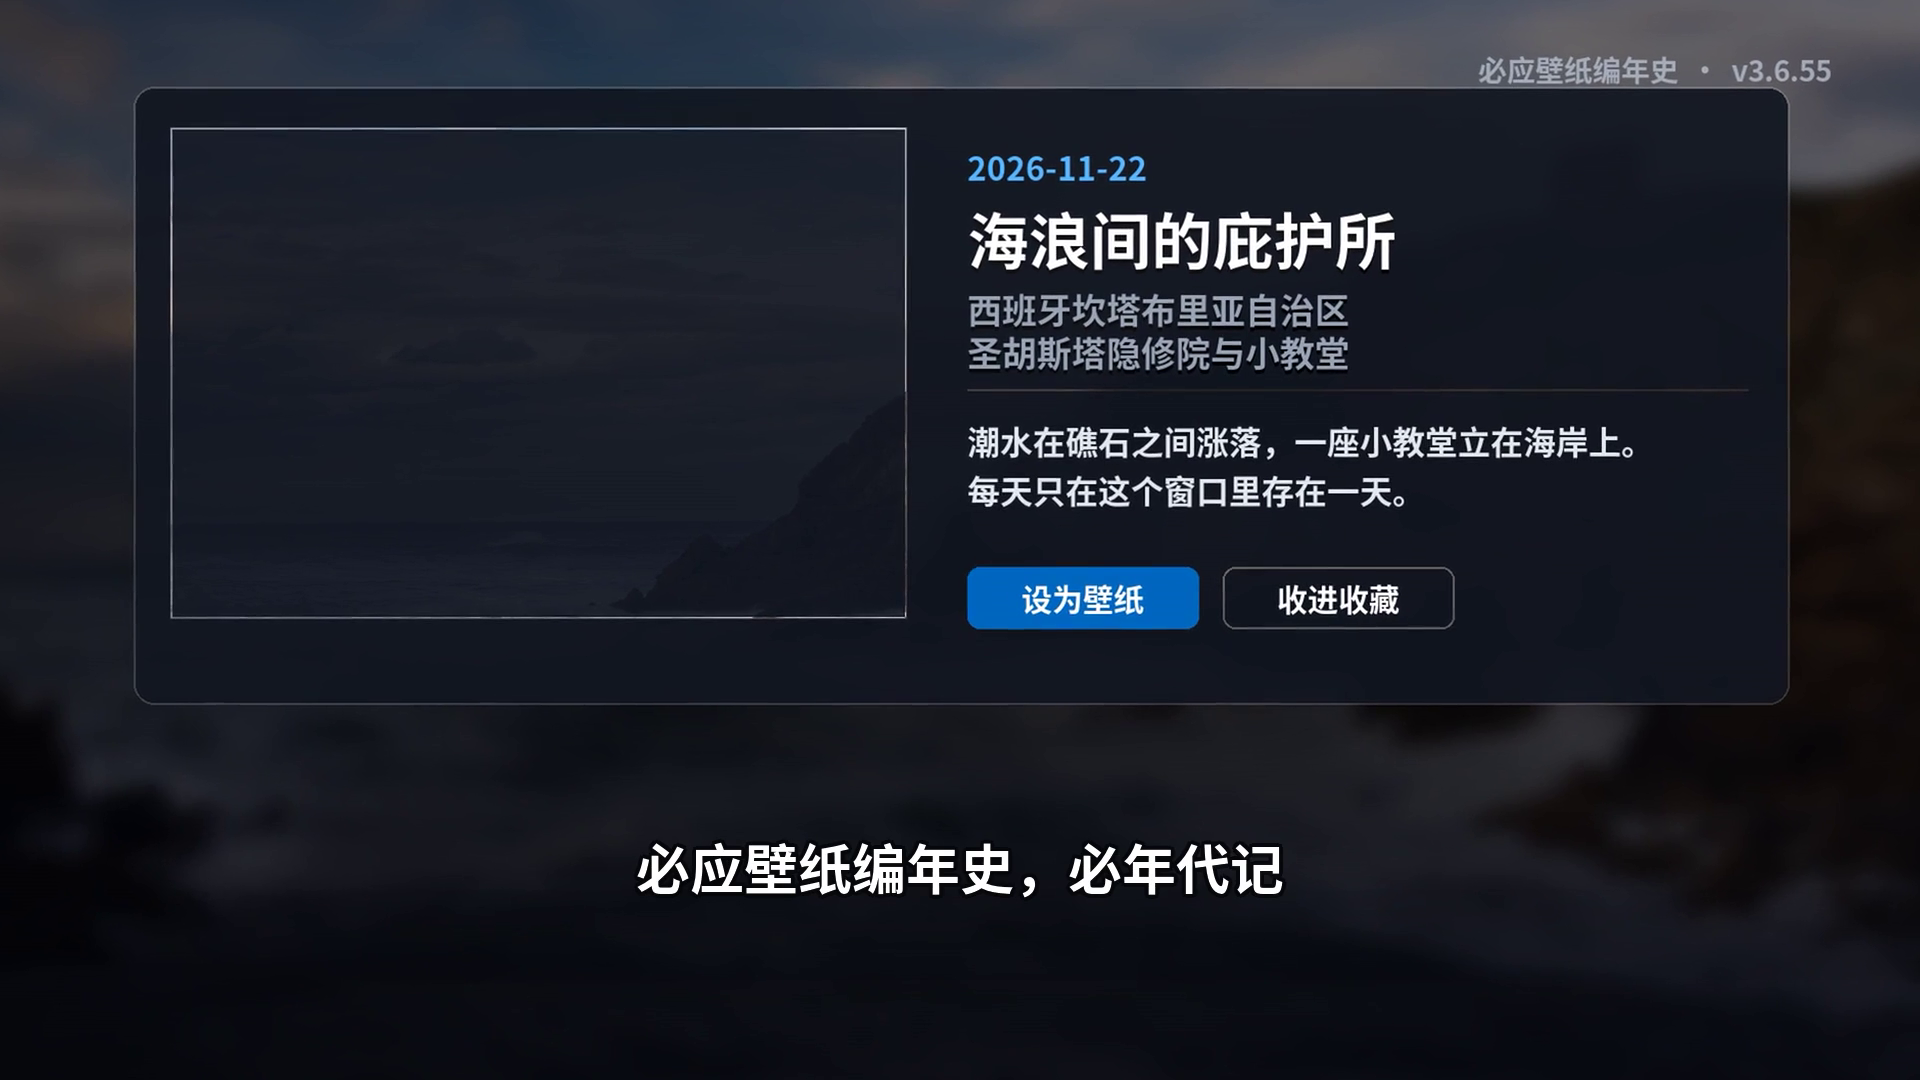 必应壁纸编年史 · v3.6.55
2026-11-22
海浪间的庇护所
西班牙坎塔布里亚自治区
圣胡斯塔隐修院与小教堂
潮水在礁石之间涨落，一座小教堂立在海岸上。
每天只在这个窗口里存在一天。
设为壁纸
收进收藏
必应壁纸编年史，必年代记